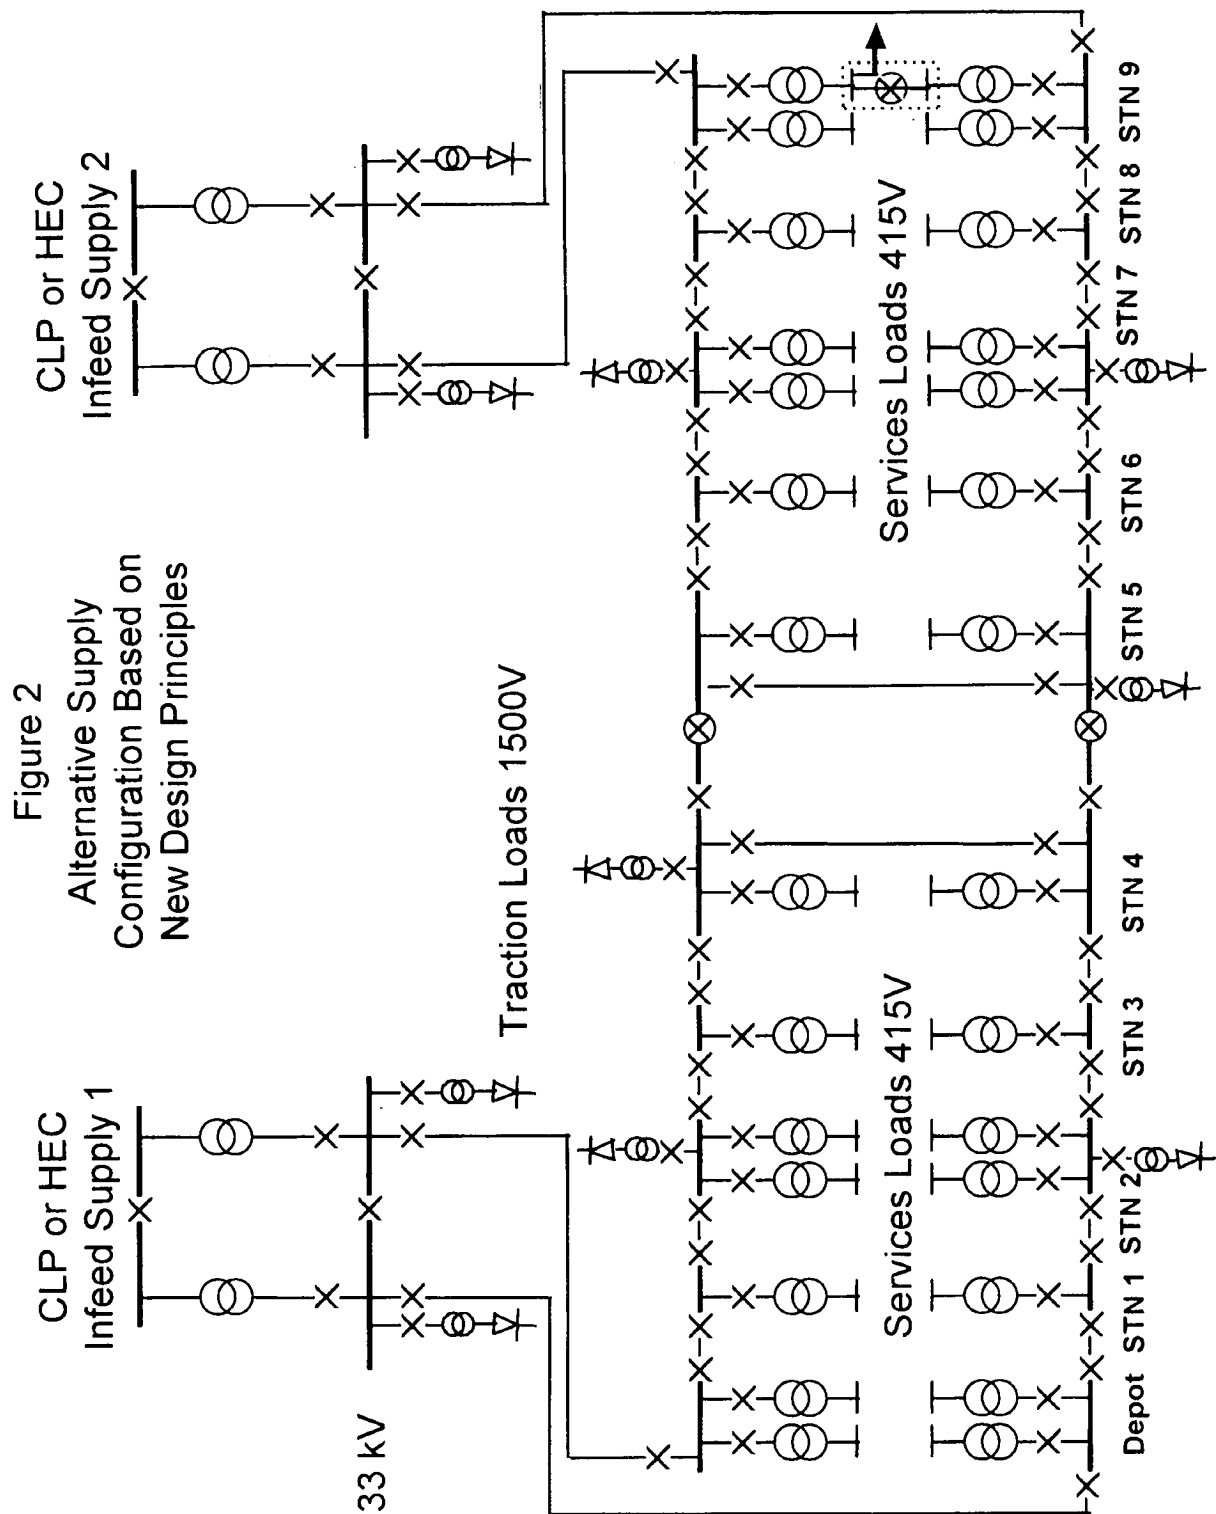 Figure 2
Alternative Supply
Configuration Based on
New Design Principles
CLP or HEC
Infeed Supply 1
CLP or HEC
Infeed Supply 2
33 kV
Traction Loads 1500V
Services Loads 415V
Services Loads 415V
Depot STN 1 STN 2 STN 3 STN 4 STN 5 STN 6 STN 7 STN 8 STN 9